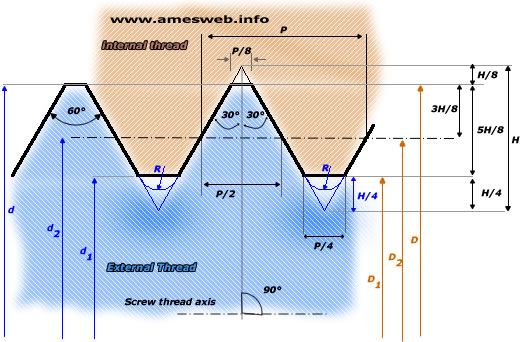 www.amesweb.info
Internal thread
P
P/8
H/8
60°
30° 30°
3H/8
5H/8
H
R
R
P/2
H/4
H/4
d
d2
d1
P/4
D
D2
D1
External Thread
90°
Screw thread axis